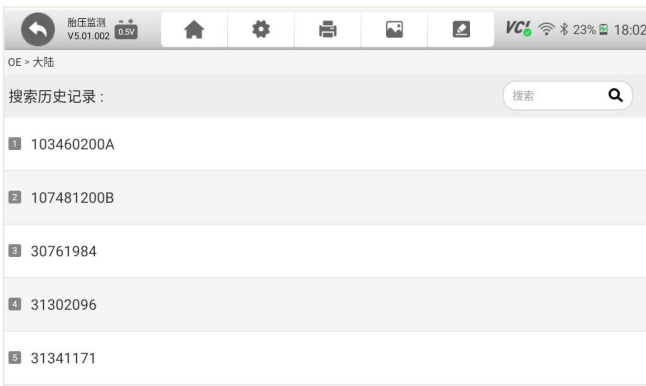 胎压监测
V5.01.002
0.5V
VCI
23%
18:02
OE > 大陆
搜索历史记录 :
搜索
1 103460200A
2 107481200B
3 30761984
4 31302096
5 31341171